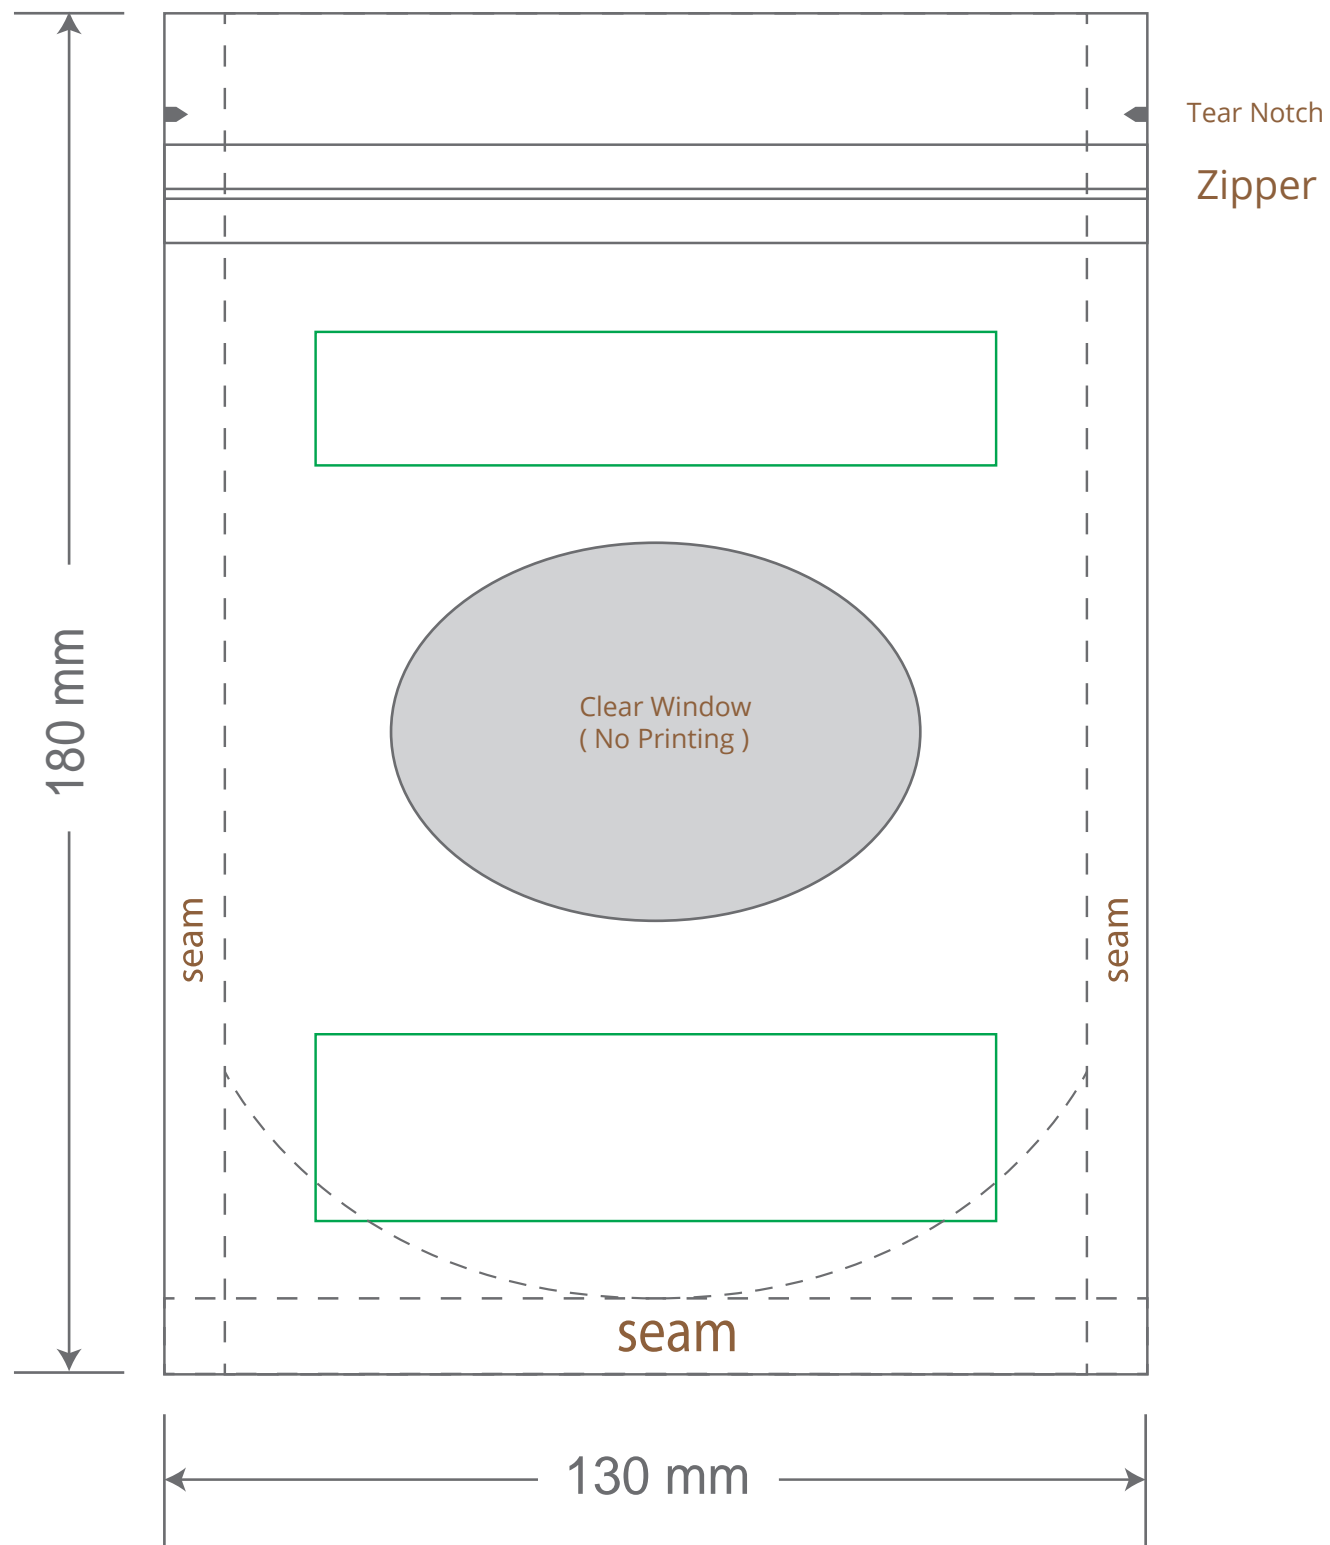 Tear Notch
Zipper
180 mm
Clear Window
( No Printing )
seam
seam
seam
130 mm